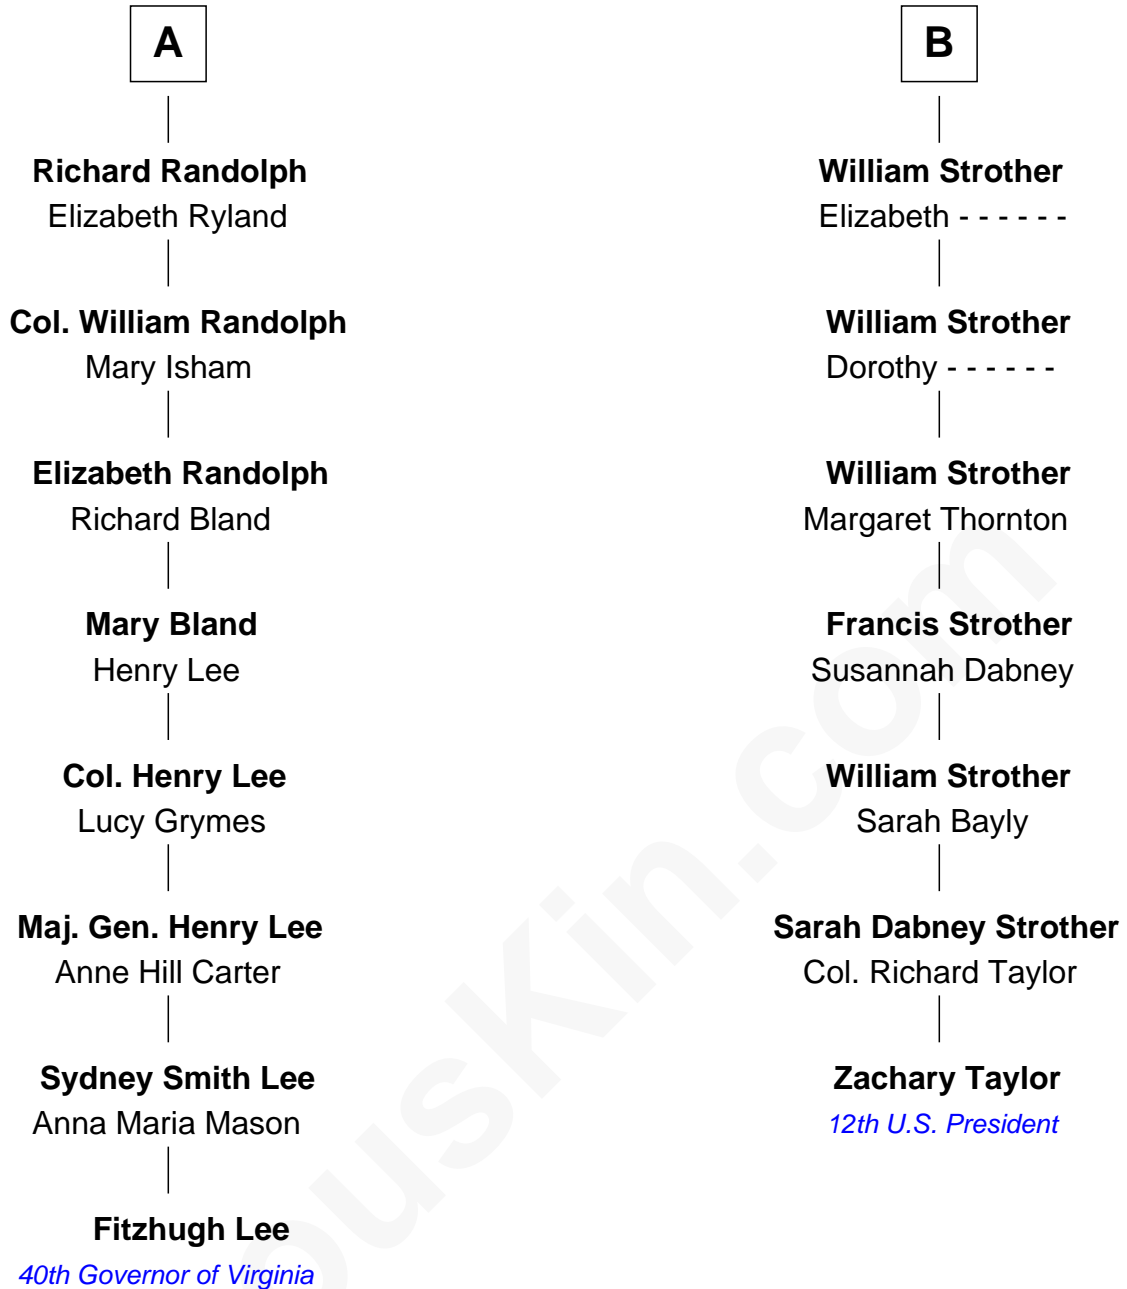 A
Richard Randolph
Elizabeth Ryland
Col. William Randolph
Mary Isham
Elizabeth Randolph
Richard Bland
Mary Bland
Henry Lee
Col. Henry Lee
Lucy Grymes
Maj. Gen. Henry Lee
Anne Hill Carter
Sydney Smith Lee
Anna Maria Mason
Fitzhugh Lee
40th Governor of Virginia
B
William Strother
Elizabeth - - - - - -
William Strother
Dorothy - - - - - -
William Strother
Margaret Thornton
Francis Strother
Susannah Dabney
William Strother
Sarah Bayly
Sarah Dabney Strother
Col. Richard Taylor
Zachary Taylor
12th U.S. President
ousKin.com